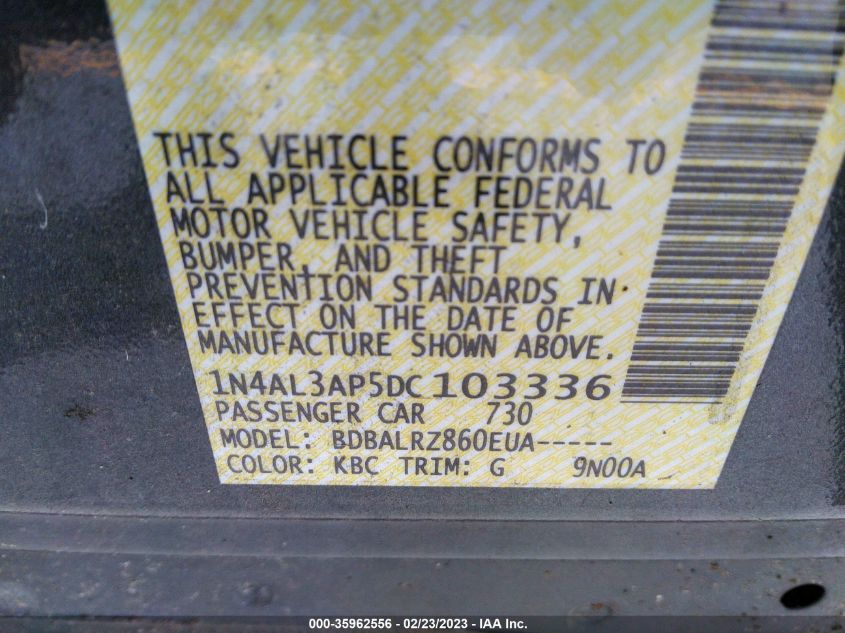 THIS VEHICLE CONFORMS TO
ALL APPLICABLE FEDERAL
MOTOR VEHICLE SAFETY,
BUMPER, AND THEFT
PREVENTION STANDARDS IN
EFFECT ON THE DATE OF
MANUFACTURE SHOWN ABOVE.
1N4AL3AP5DC103336
PASSENGER CAR 730
MODEL: BDBALRZ860EUA-----
COLOR: KBC TRIM: G 9N00A
000-35962556 - 02/23/2023 - IAA Inc.